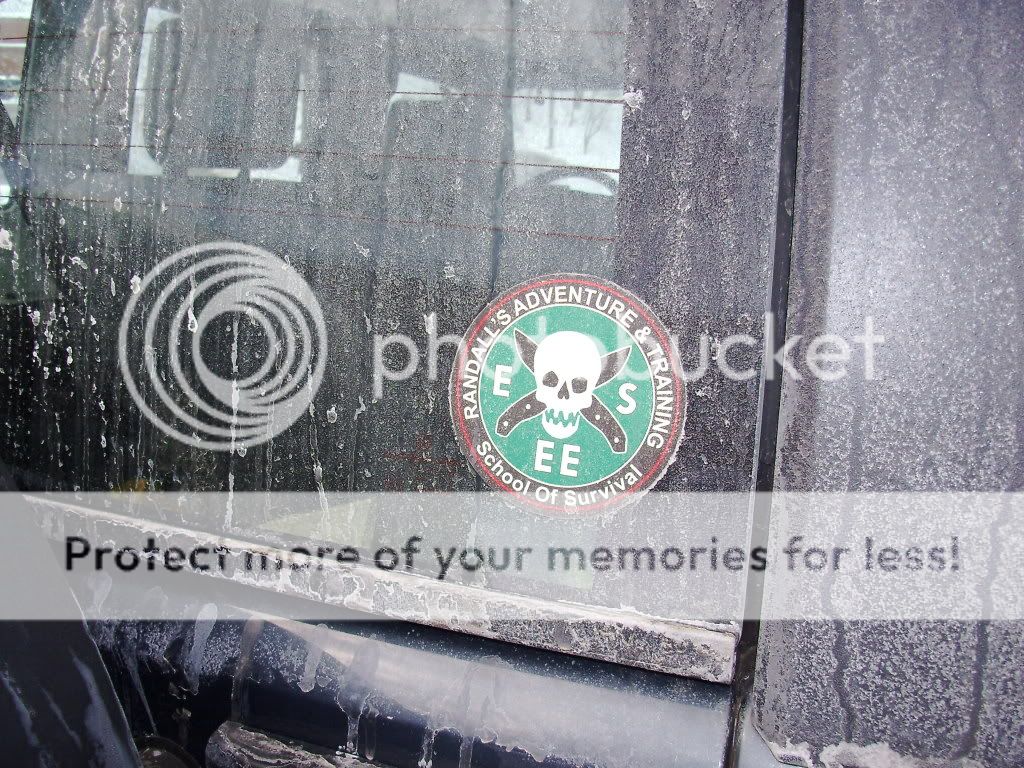 photobucket
RANDALL'S ADVENTURE & TRAINING
E S
EE
School Of Survival
Protect more of your memories for less!